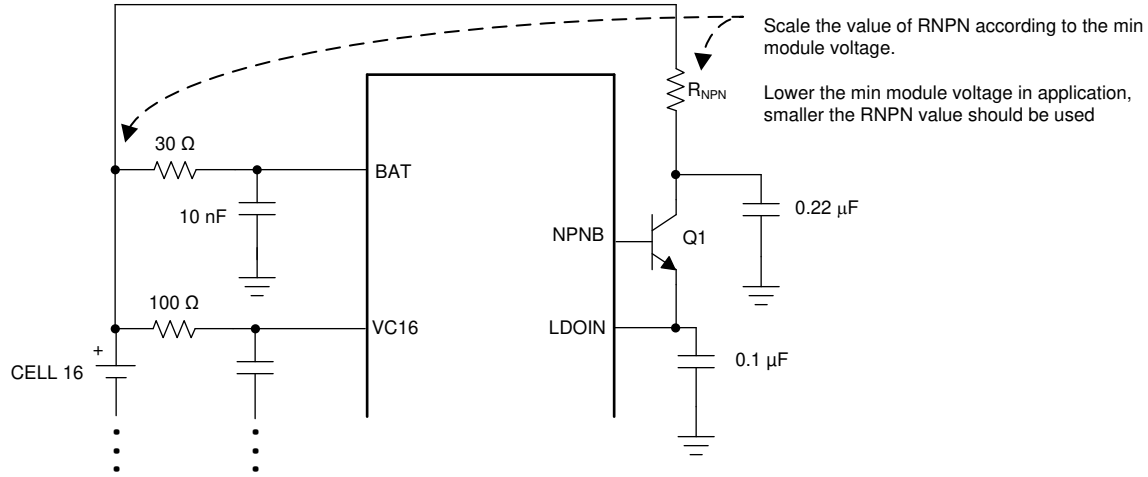 Scale the value of RNPN according to the min
module voltage.
Lower the min module voltage in application,
smaller the RNPN value should be used
RNPN
30 Ω
BAT
10 nF
0.22 μF
NPNB
Q1
100 Ω
VC16
LDOIN
+
CELL 16
0.1 μF